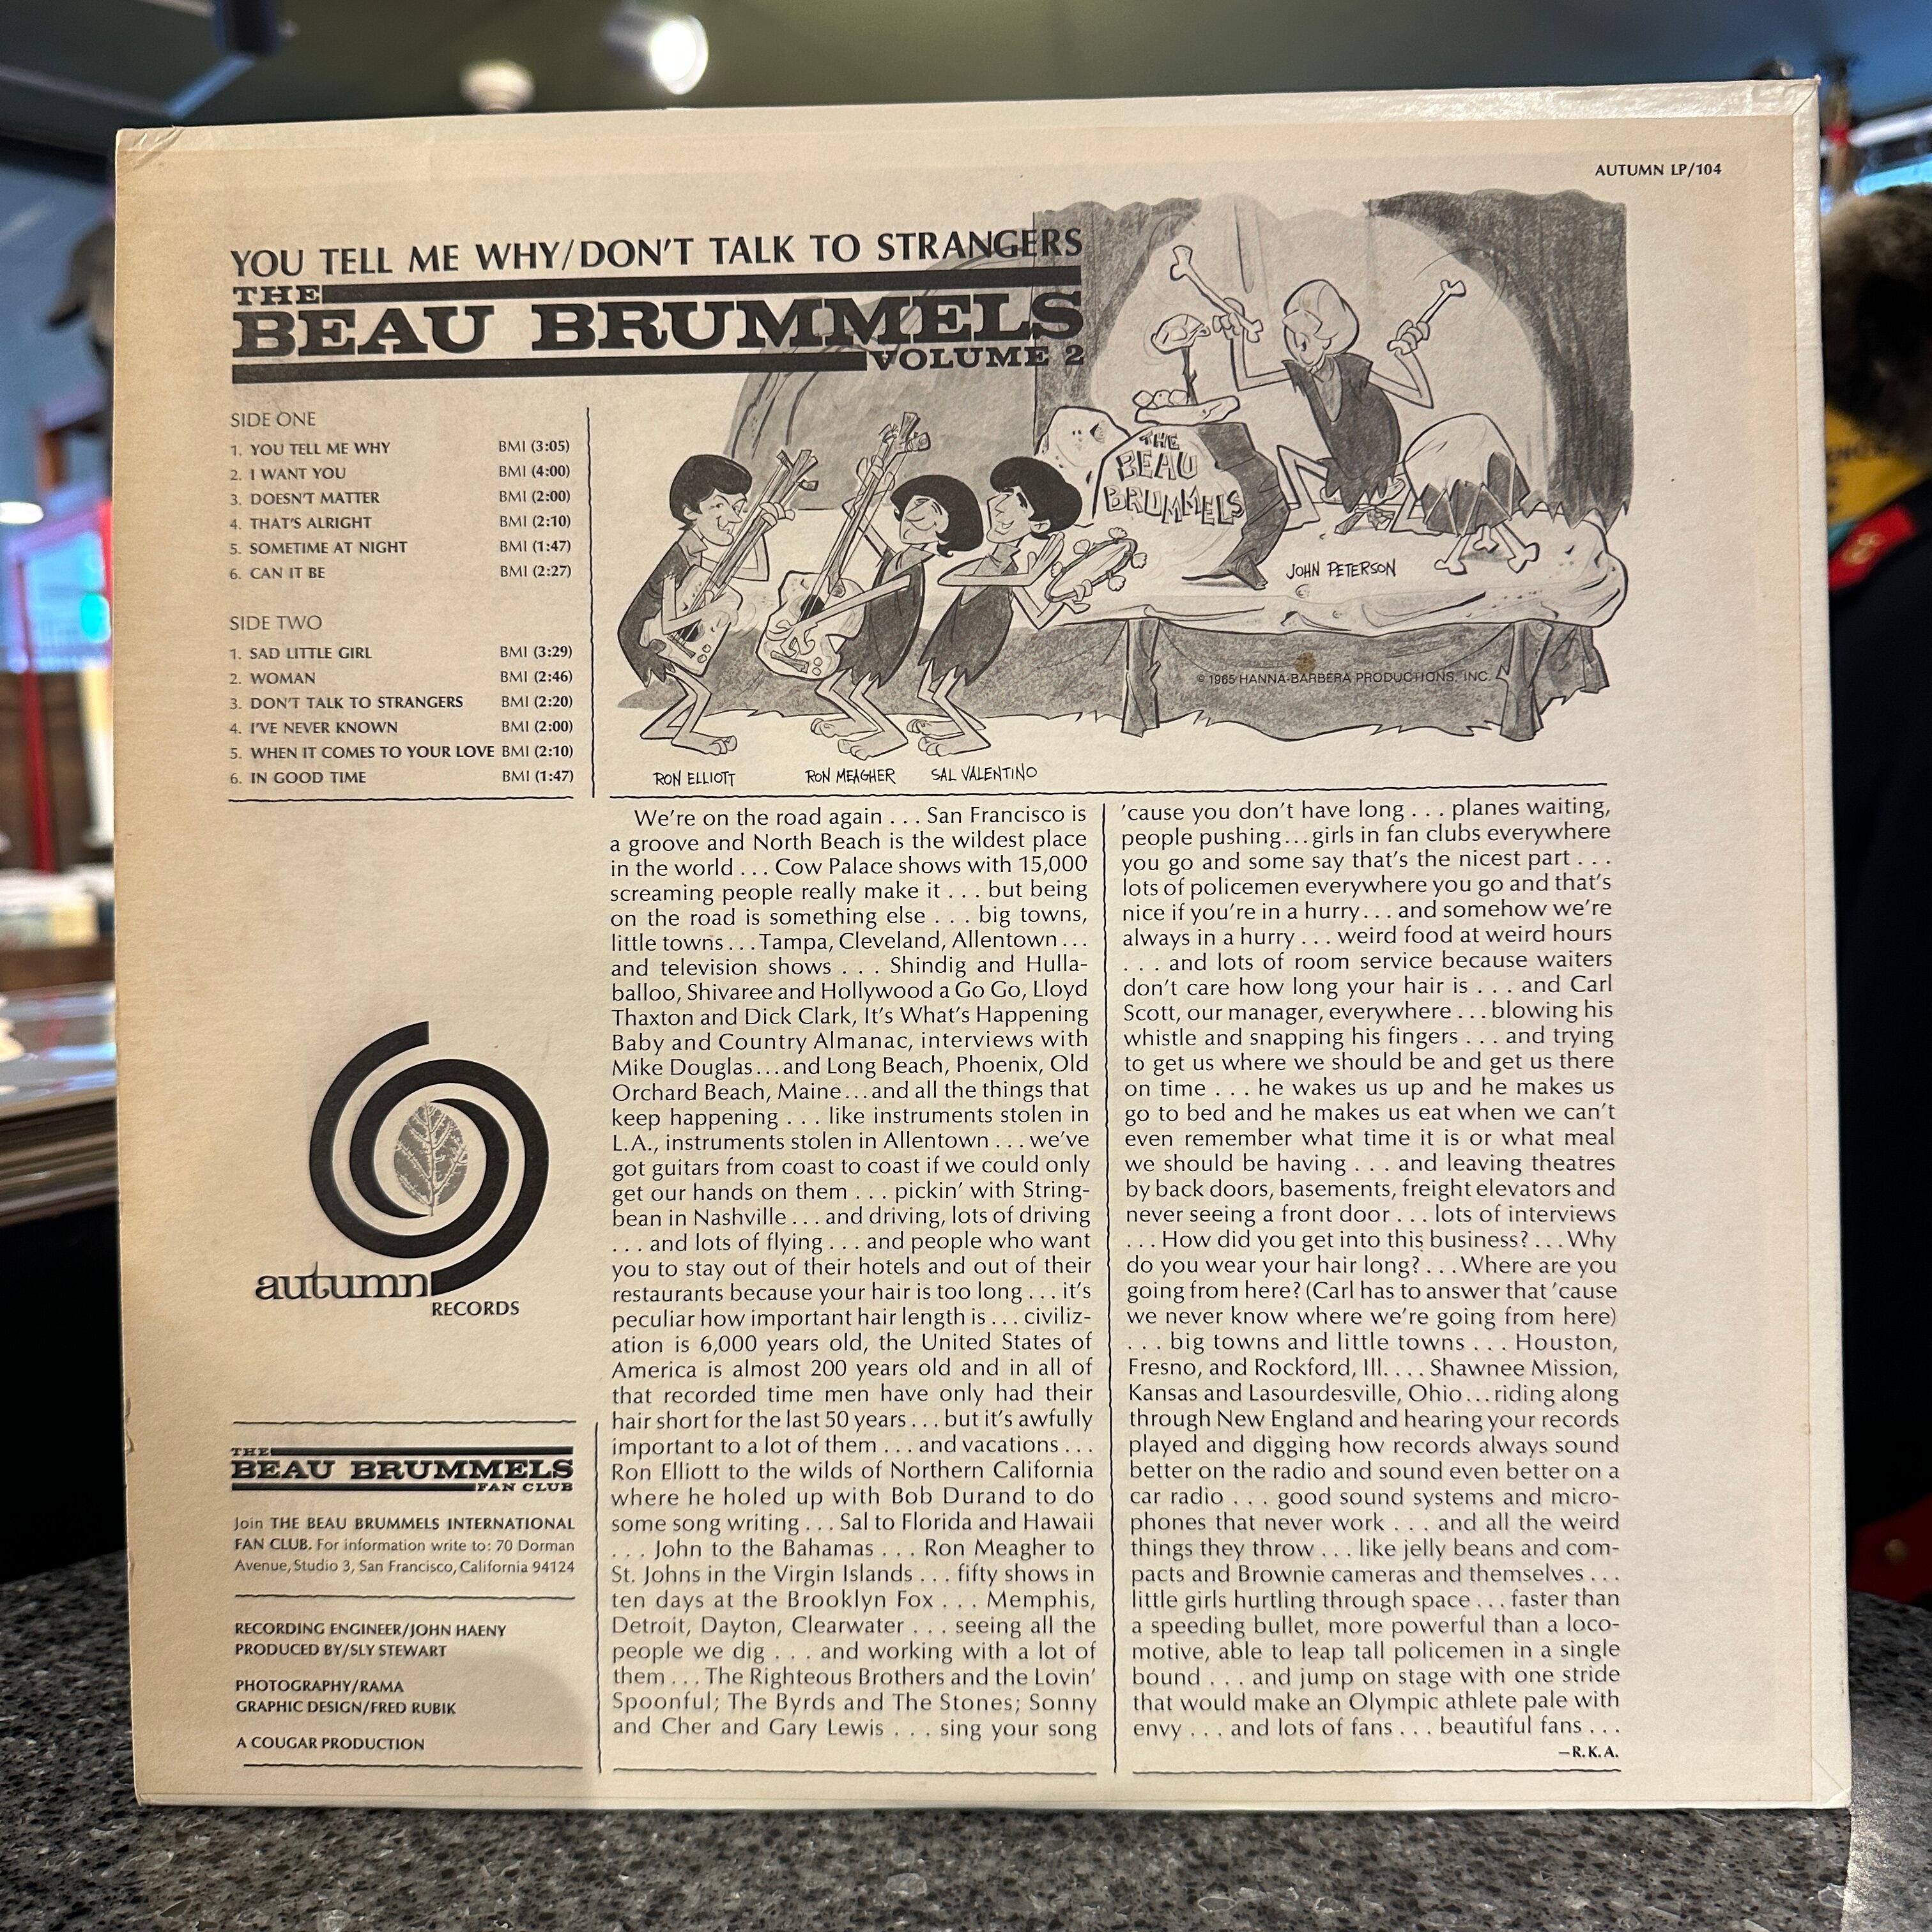 AUTUMN LP/104
YOU TELL ME WHY/DON'T TALK TO STRANGERS
THE
BEAU BRUMMELS
VOLUME 2
SIDE ONE
1. YOU TELL ME WHY BMI (3:05)
2. I WANT YOU BMI (4:00)
3. DOESN'T MATTER BMI (2:00)
4. THAT'S ALRIGHT BMI (2:10)
5. SOMETIME AT NIGHT BMI (1:47)
6. CAN IT BE BMI (2:27)
SIDE TWO
1. SAD LITTLE GIRL BMI (3:29)
2. WOMAN BMI (2:46)
3. DON'T TALK TO STRANGERS BMI (2:20)
4. I'VE NEVER KNOWN BMI (2:00)
5. WHEN IT COMES TO YOUR LOVE BMI (2:10)
6. IN GOOD TIME BMI (1:47)
THE
BEAU
BRUMMELS
JOHN PETERSON
© 1965 HANNA-BARBERA PRODUCTIONS, INC.
RON ELLIOTT RON MEAGHER SAL VALENTINO
We're on the road again . . . San Francisco is
a groove and North Beach is the wildest place
in the world . . . Cow Palace shows with 15,000
screaming people really make it . . . but being
on the road is something else . . . big towns,
little towns . . . Tampa, Cleveland, Allentown . . .
and television shows . . . Shindig and Hulla-
balloo, Shivaree and Hollywood a Go Go, Lloyd
Thaxton and Dick Clark, It's What's Happening
Baby and Country Almanac, interviews with
Mike Douglas . . . and Long Beach, Phoenix, Old
Orchard Beach, Maine . . . and all the things that
keep happening . . . like instruments stolen in
L.A., instruments stolen in Allentown . . . we've
got guitars from coast to coast if we could only
get our hands on them . . . pickin' with String-
bean in Nashville . . . and driving, lots of driving
. . . and lots of flying . . . and people who want
you to stay out of their hotels and out of their
restaurants because your hair is too long . . . it's
peculiar how important hair length is . . . civiliz-
ation is 6,000 years old, the United States of
America is almost 200 years old and in all of
that recorded time men have only had their
hair short for the last 50 years . . . but it's awfully
important to a lot of them . . . and vacations . . .
Ron Elliott to the wilds of Northern California
where he holed up with Bob Durand to do
some song writing . . . Sal to Florida and Hawaii
. . . John to the Bahamas . . . Ron Meagher to
St. Johns in the Virgin Islands . . . fifty shows in
ten days at the Brooklyn Fox . . . Memphis,
Detroit, Dayton, Clearwater . . . seeing all the
people we dig . . . and working with a lot of
them . . . The Righteous Brothers and the Lovin'
Spoonful; The Byrds and The Stones; Sonny
and Cher and Gary Lewis . . . sing your song
'cause you don't have long . . . planes waiting,
people pushing . . . girls in fan clubs everywhere
you go and some say that's the nicest part . . .
lots of policemen everywhere you go and that's
nice if you're in a hurry . . . and somehow we're
always in a hurry . . . weird food at weird hours
. . . and lots of room service because waiters
don't care how long your hair is . . . and Carl
Scott, our manager, everywhere . . . blowing his
whistle and snapping his fingers . . . and trying
to get us where we should be and get us there
on time . . . he wakes us up and he makes us
go to bed and he makes us eat when we can't
even remember what time it is or what meal
we should be having . . . and leaving theatres
by back doors, basements, freight elevators and
never seeing a front door . . . lots of interviews
. . . How did you get into this business? . . . Why
do you wear your hair long? . . . Where are you
going from here? (Carl has to answer that 'cause
we never know where we're going from here)
. . . big towns and little towns . . . Houston,
Fresno, and Rockford, Ill. . . . Shawnee Mission,
Kansas and Lasourdesville, Ohio . . . riding along
through New England and hearing your records
played and digging how records always sound
better on the radio and sound even better on a
car radio . . . good sound systems and micro-
phones that never work . . . and all the weird
things they throw . . . like jelly beans and com-
pacts and Brownie cameras and themselves . . .
little girls hurtling through space . . . faster than
a speeding bullet, more powerful than a loco-
motive, able to leap tall policemen in a single
bound . . . and jump on stage with one stride
that would make an Olympic athlete pale with
envy . . . and lots of fans . . . beautiful fans . . .
—R.K.A.
autumn
RECORDS
THE
BEAU BRUMMELS
FAN CLUB
Join THE BEAU BRUMMELS INTERNATIONAL
FAN CLUB. For information write to: 70 Dorman
Avenue, Studio 3, San Francisco, California 94124
RECORDING ENGINEER/JOHN HAENY
PRODUCED BY/SLY STEWART
PHOTOGRAPHY/RAMA
GRAPHIC DESIGN/FRED RUBIK
A COUGAR PRODUCTION